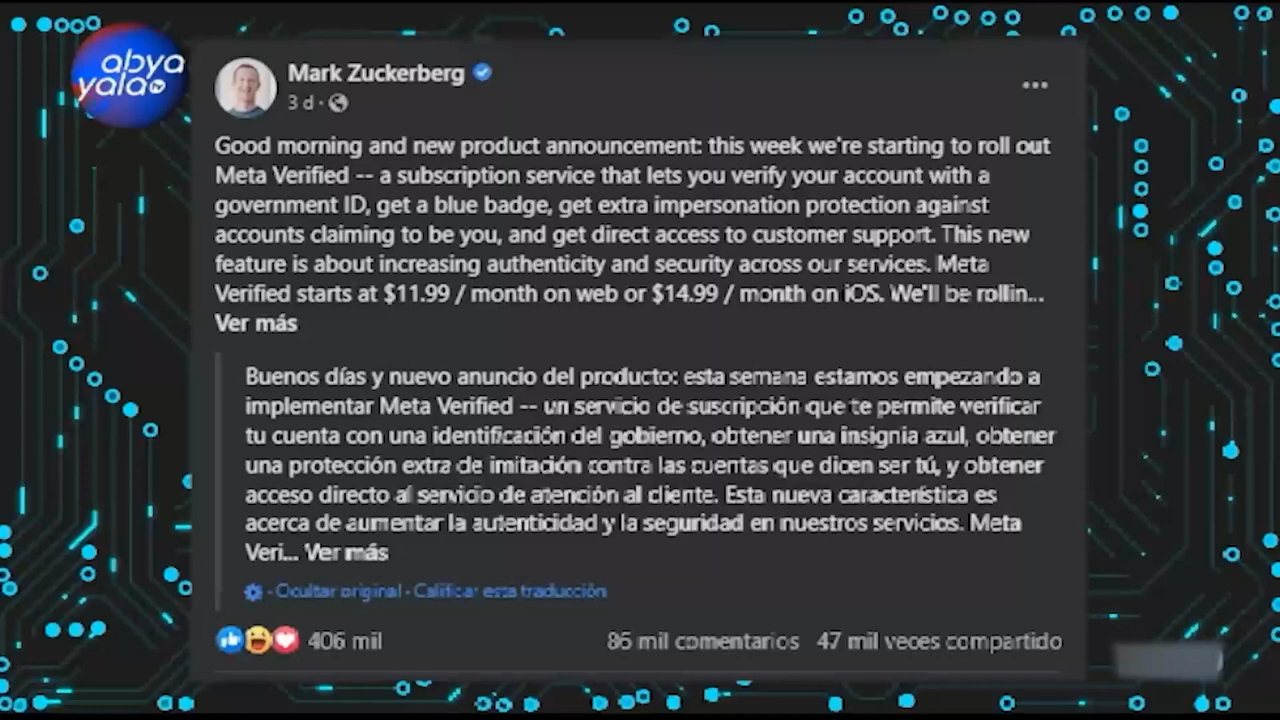 abya
yala tv
Mark Zuckerberg
3 d ·
Good morning and new product announcement: this week we're starting to roll out
Meta Verified -- a subscription service that lets you verify your account with a
government ID, get a blue badge, get extra impersonation protection against
accounts claiming to be you, and get direct access to customer support. This new
feature is about increasing authenticity and security across our services. Meta
Verified starts at $11.99 / month on web or $14.99 / month on iOS. We'll be rollin...
Ver más
Buenos días y nuevo anuncio del producto: esta semana estamos empezando a
implementar Meta Verified -- un servicio de suscripción que te permite verificar
tu cuenta con una identificación del gobierno, obtener una insignia azul, obtener
una protección extra de imitación contra las cuentas que dicen ser tú, y obtener
acceso directo al servicio de atención al cliente. Esta nueva característica es
acerca de aumentar la autenticidad y la seguridad en nuestros servicios. Meta
Veri... Ver más
· Ocultar original · Calificar esta traducción
406 mil
86 mil comentarios 47 mil veces compartido